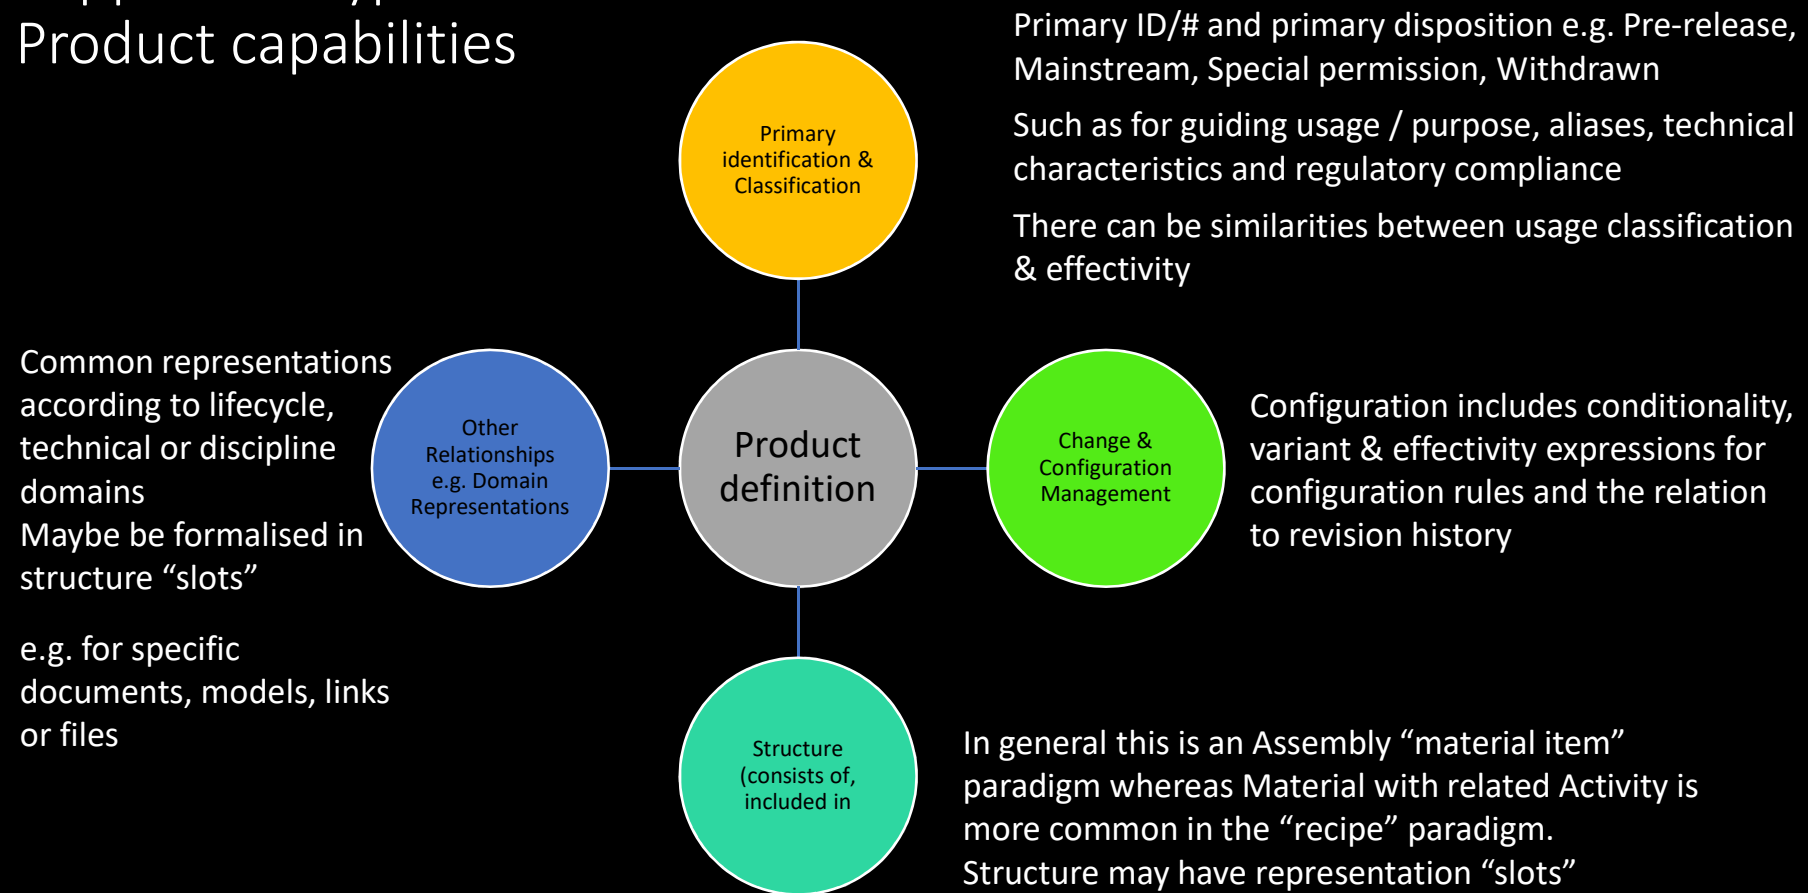 Product capabilities
Primary ID/# and primary disposition e.g. Pre-release,
Mainstream, Special permission, Withdrawn
Such as for guiding usage / purpose, aliases, technical
characteristics and regulatory compliance
There can be similarities between usage classification
& effectivity
Primary
identification &
Classification
Common representations
according to lifecycle,
technical or discipline
domains
Maybe be formalised in
structure “slots”
e.g. for specific
documents, models, links
or files
Other
Relationships
e.g. Domain
Representations
Product
definition
Change &
Configuration
Management
Configuration includes conditionality,
variant & effectivity expressions for
configuration rules and the relation
to revision history
Structure
(consists of,
included in
In general this is an Assembly “material item”
paradigm whereas Material with related Activity is
more common in the “recipe” paradigm.
Structure may have representation “slots”